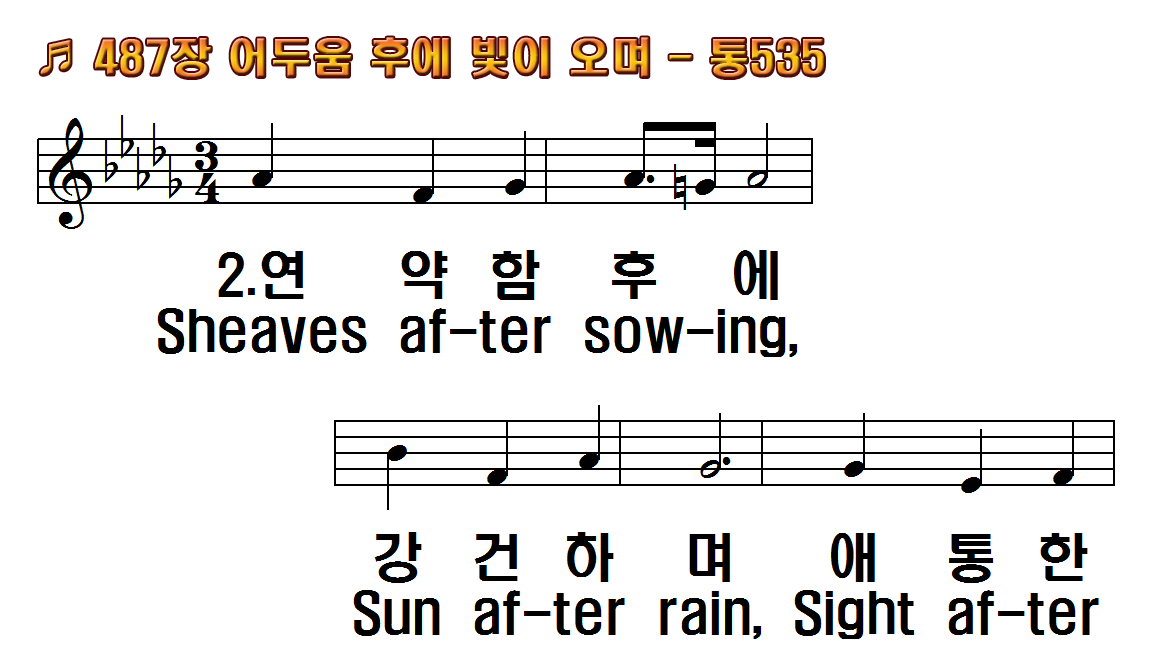 ♬ 487장 어두움 후에 빛이 오며 - 통535
3
4
2.연 약 함 후 에
Sheaves af-ter sow-ing,
강 건 하 며 애 통 한
Sun af-ter rain, Sight af-ter